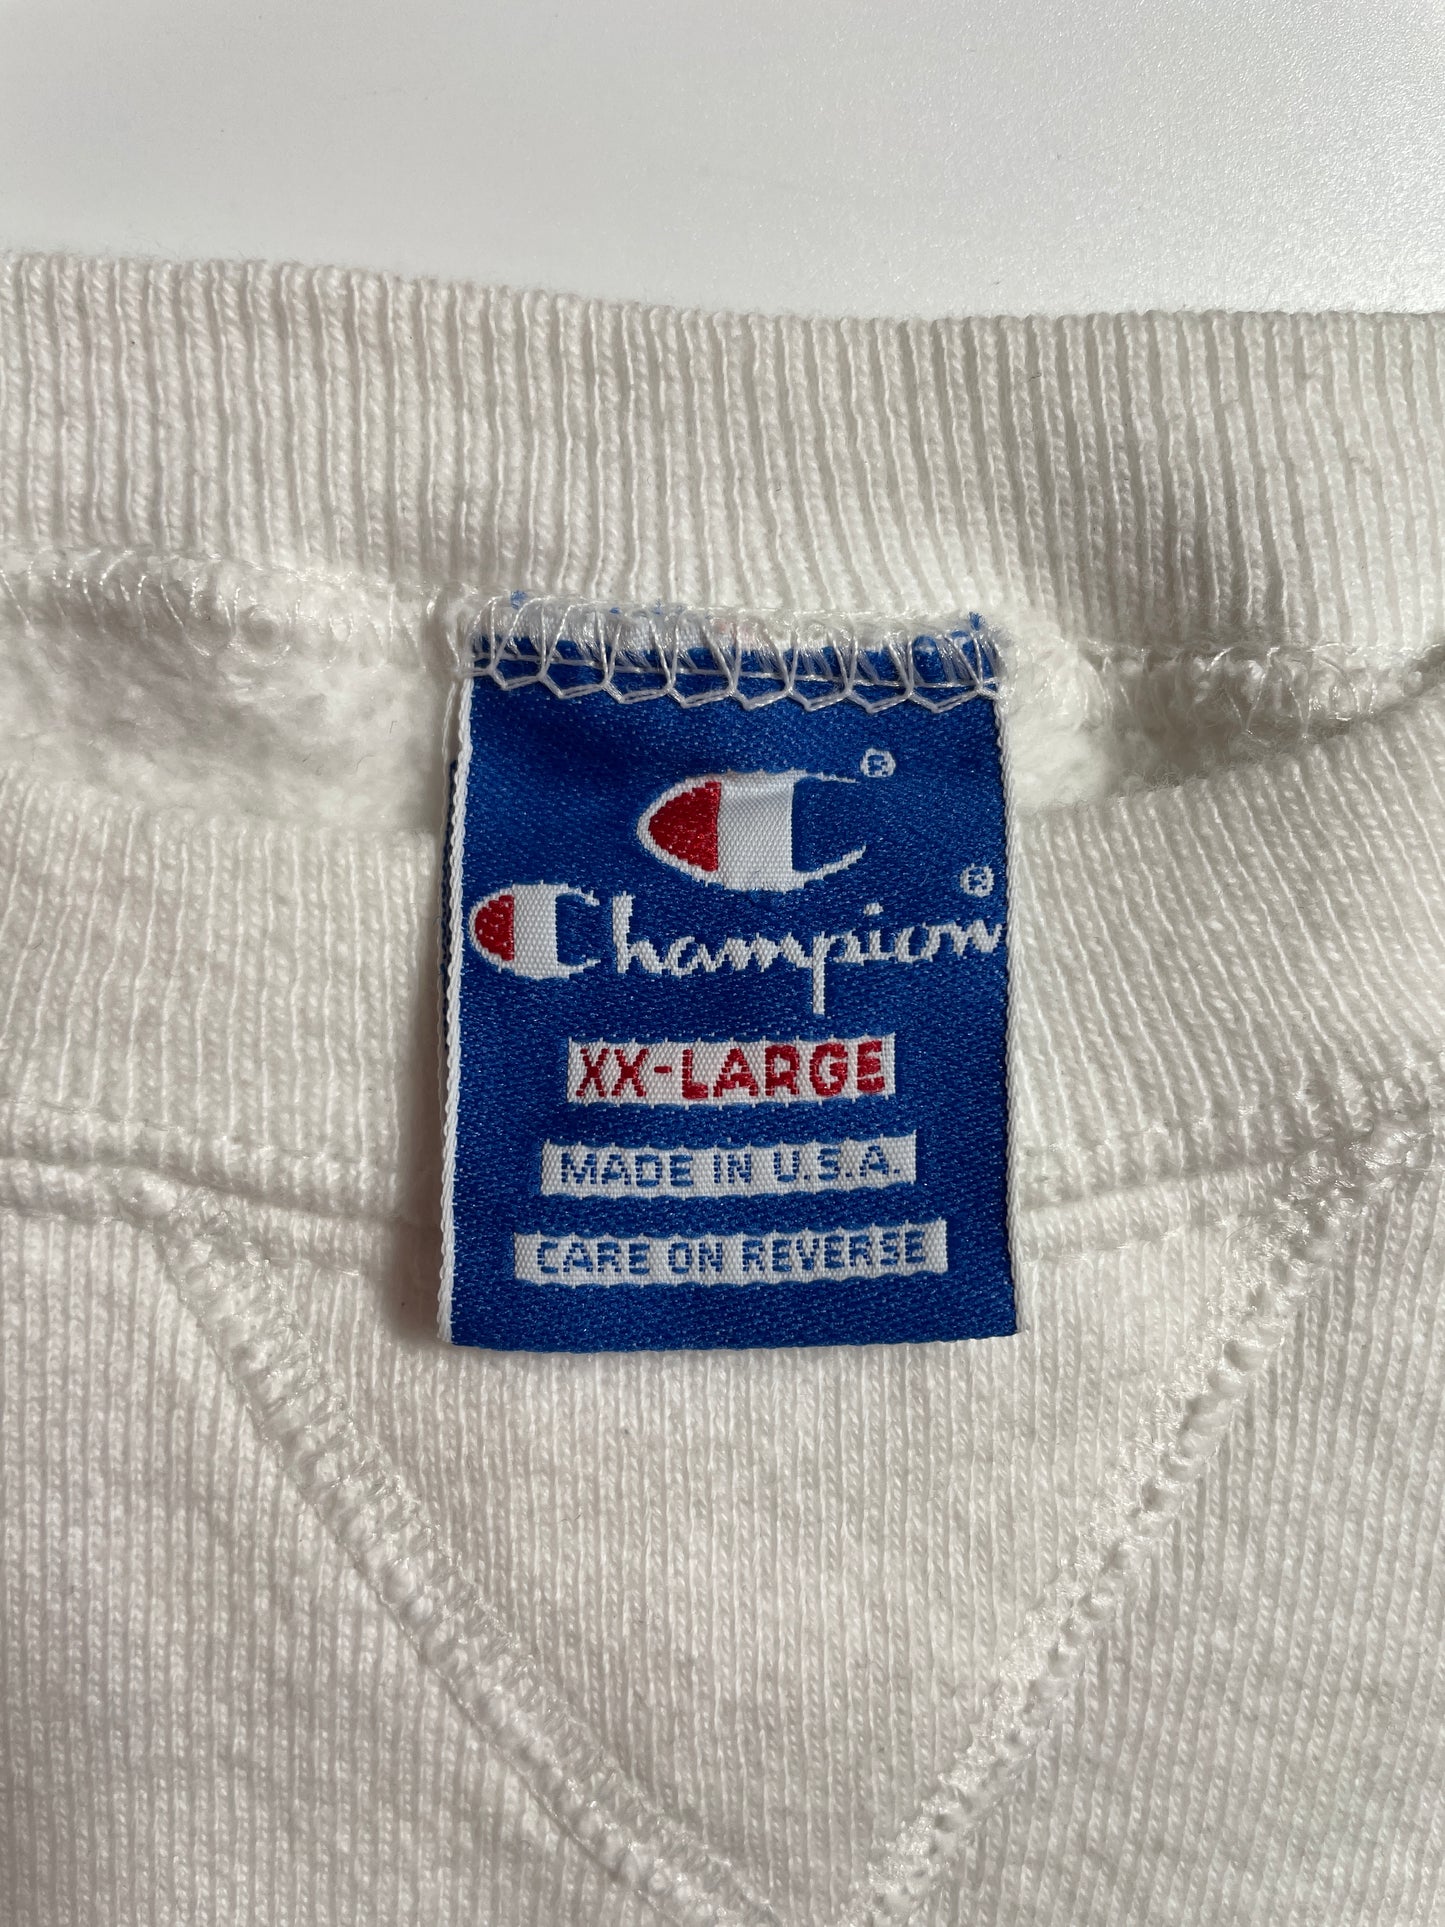 ®
Champion®
XX-LARGE
MADE IN U.S.A.
CARE ON REVERSE